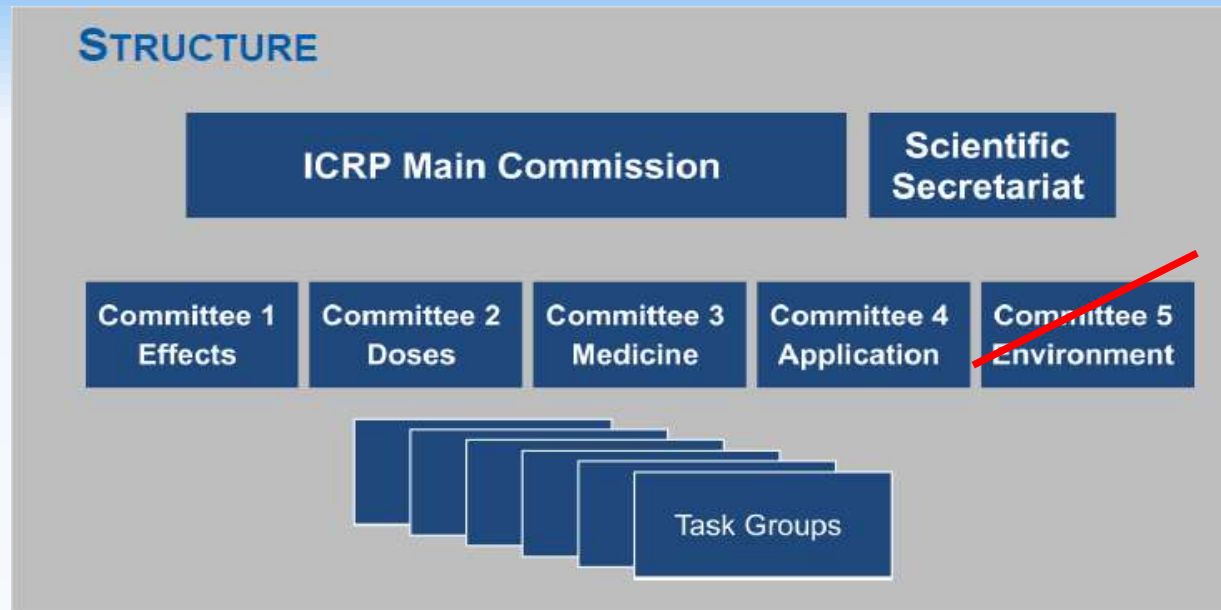 STRUCTURE
ICRP Main Commission
Scientific
Secretariat
Committee 1
Effects
Committee 2
Doses
Committee 3
Medicine
Committee 4
Application
Committee 5
Environment
Task Groups